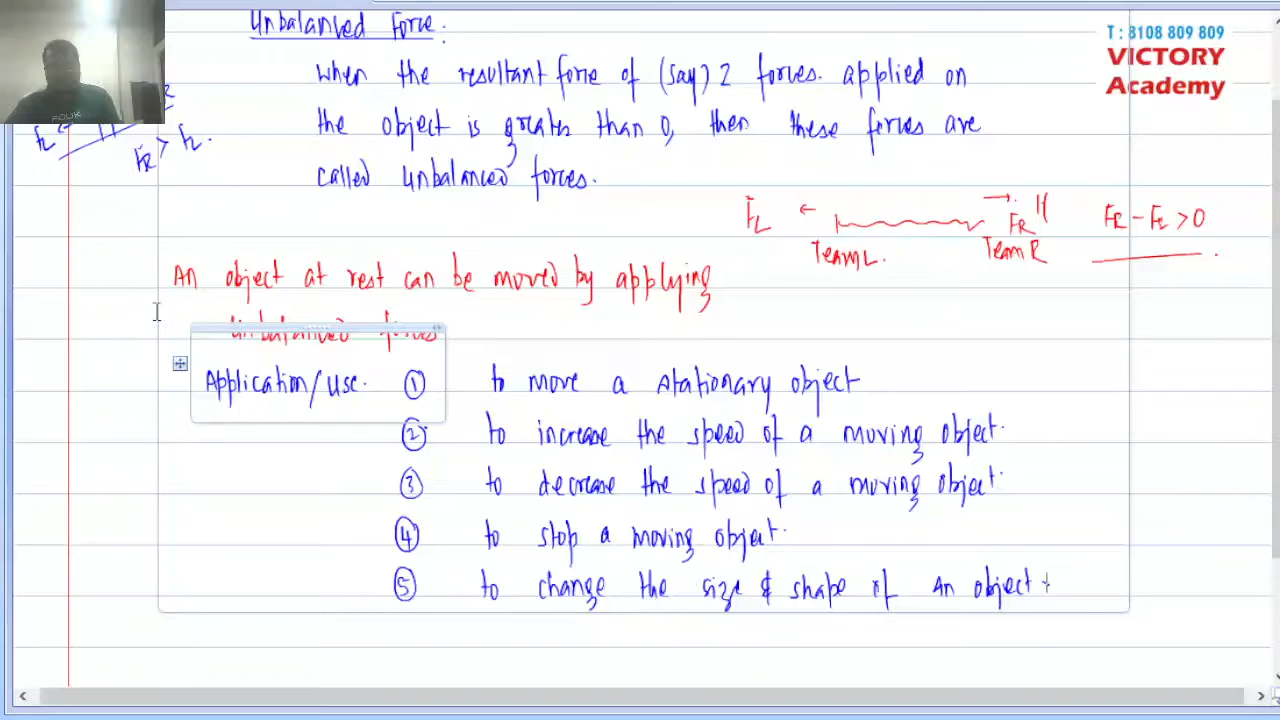 Unbalanced Force:
T : 8108 809 809
VICTORY
Academy
When the resultant force of (say) 2 forces. applied on
the object is greater than 0, then these forces are
called unbalanced forces.
FR > FL.
FL ← → FR
Team L. Team R
FR - FL > 0
An object at rest can be moved by applying
unbalanced forces
Application/use. ① to move a stationary object
② to increase the speed of a moving object.
③ to decrease the speed of a moving object.
④ to stop a moving object.
⑤ to change the size & shape of an object